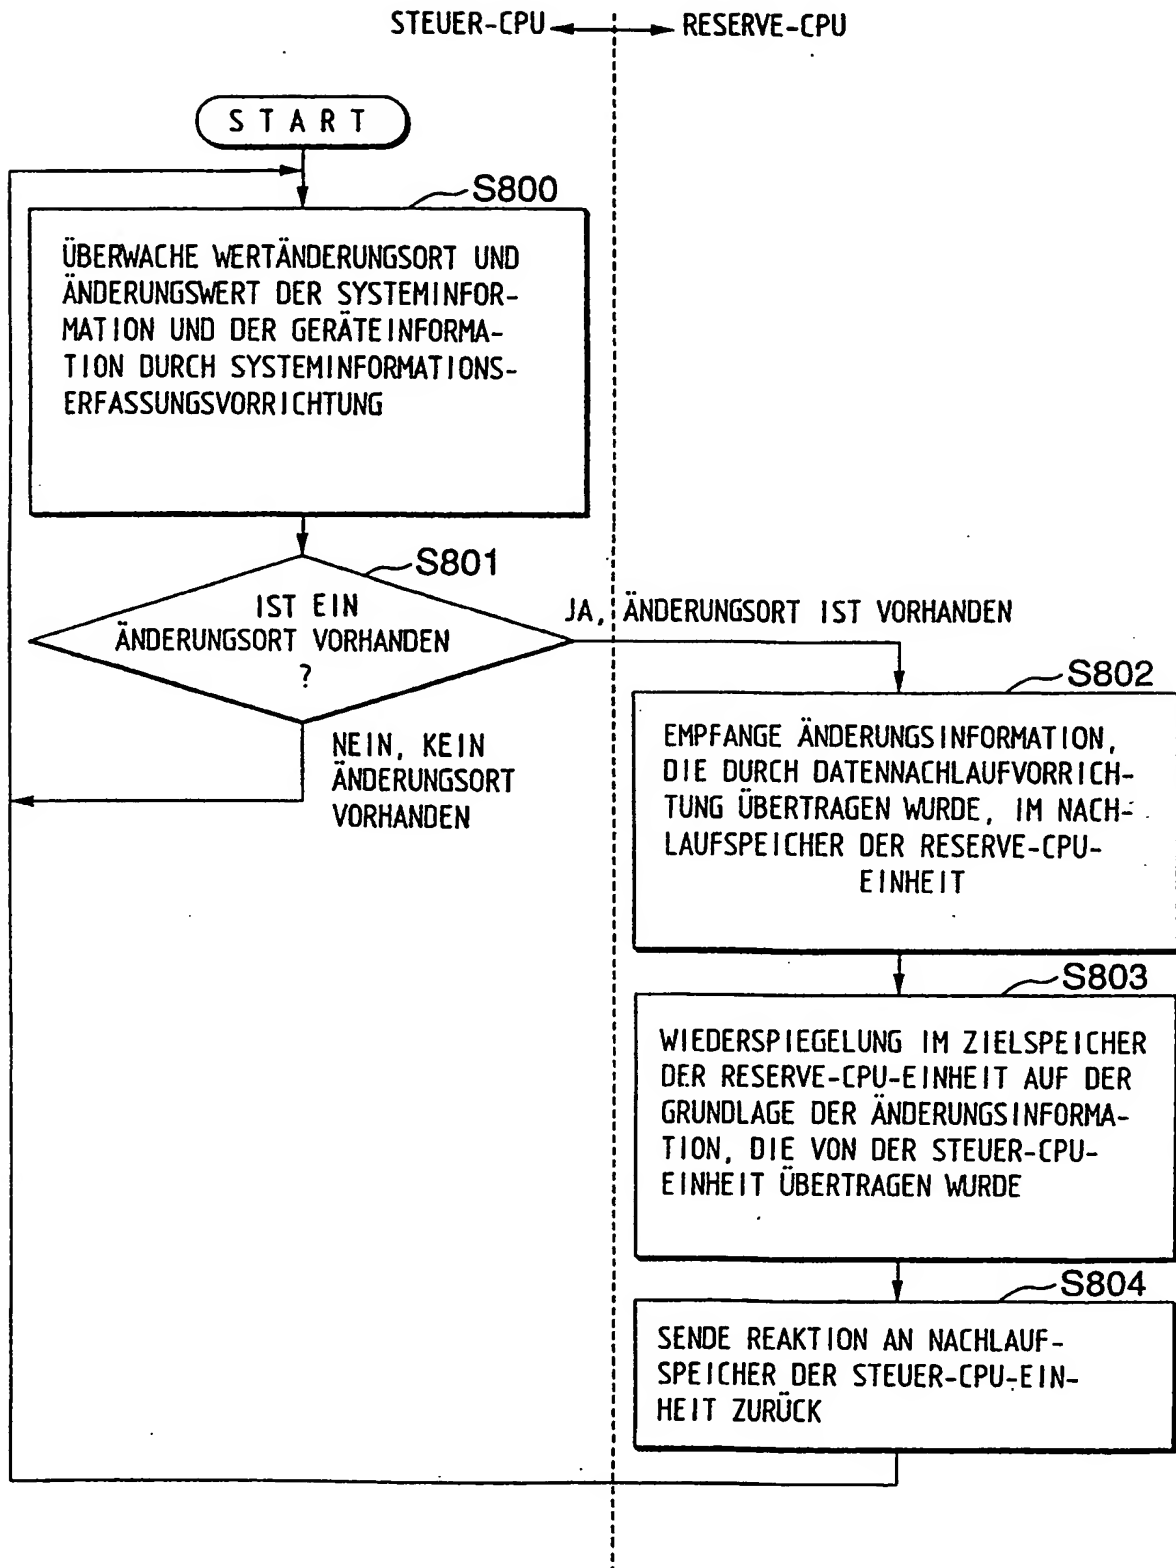 STEUER-CPU
RESERVE-CPU
START
S800
ÜBERWACHE WERTÄNDERUNGSORT UND
ÄNDERUNGSWERT DER SYSTEMINFOR-
MATION UND DER GERÄTEINFORMA-
TION DURCH SYSTEMINFORMATIONS-
ERFASSUNGSVORRICHTUNG
S801
IST EIN
ÄNDERUNGSORT VORHANDEN
?
JA, ÄNDERUNGSORT IST VORHANDEN
NEIN, KEIN
ÄNDERUNGSORT
VORHANDEN
S802
EMPFANGE ÄNDERUNGSINFORMATION,
DIE DURCH DATENNACHLAUFVORRICH-
TUNG ÜBERTRAGEN WURDE, IM NACH-
LAUFSPEICHER DER RESERVE-CPU-
EINHEIT
S803
WIEDERSPIEGELUNG IM ZIELSPEICHER
DER RESERVE-CPU-EINHEIT AUF DER
GRUNDLAGE DER ÄNDERUNGSINFORMA-
TION, DIE VON DER STEUER-CPU-
EINHEIT ÜBERTRAGEN WURDE
S804
SENDE REAKTION AN NACHLAUF-
SPEICHER DER STEUER-CPU-EIN-
HEIT ZURÜCK